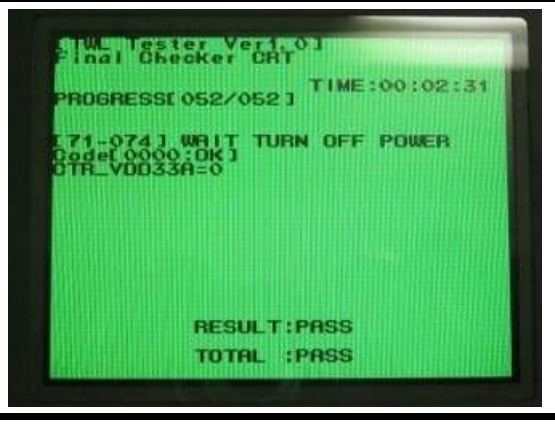 [TWL Tester Ver1.0]
Final Checker CRT
TIME:00:02:31
PROGRESS[052/052]
[71-074] WAIT TURN OFF POWER
Code[0000:OK]
CTR_VDD33A=0
RESULT:PASS
TOTAL :PASS